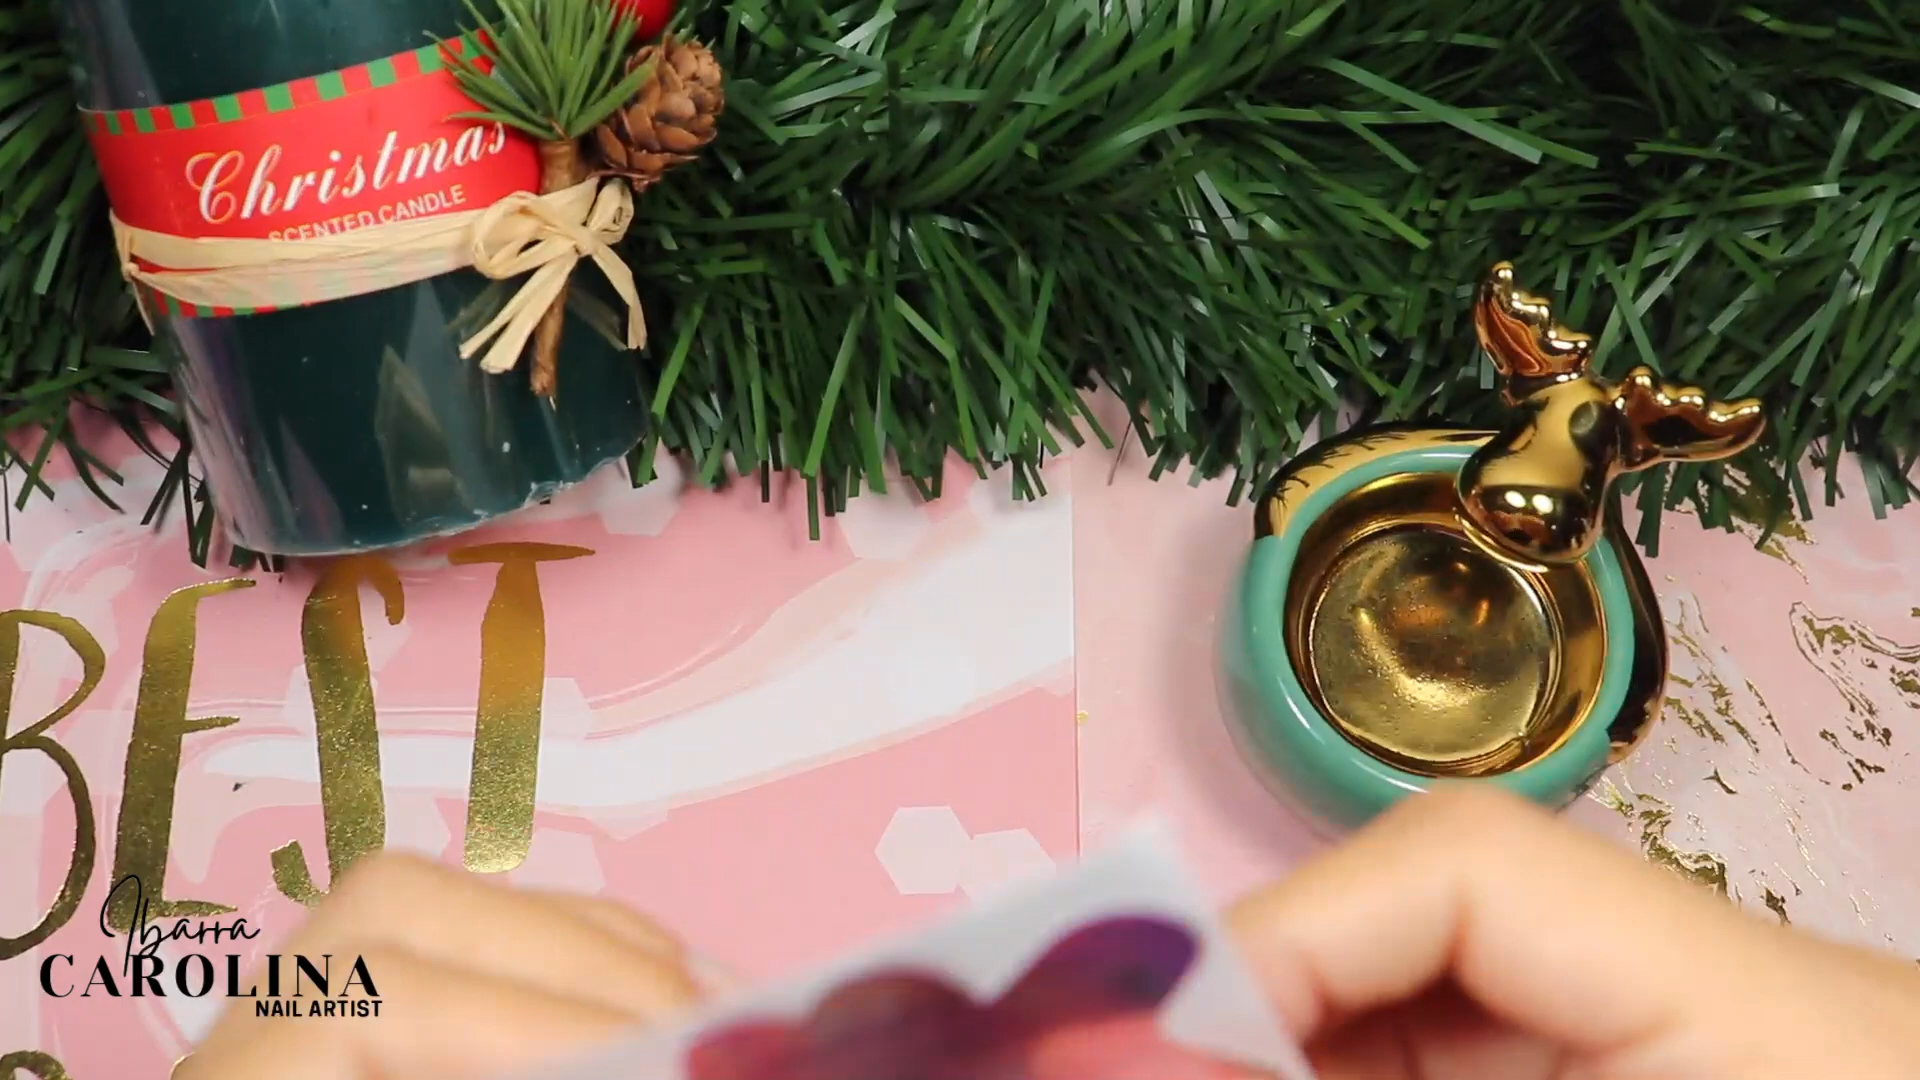 Christmas
SCENTED CANDLE
BEST
Ibarra
CAROLINA
NAIL ARTIST